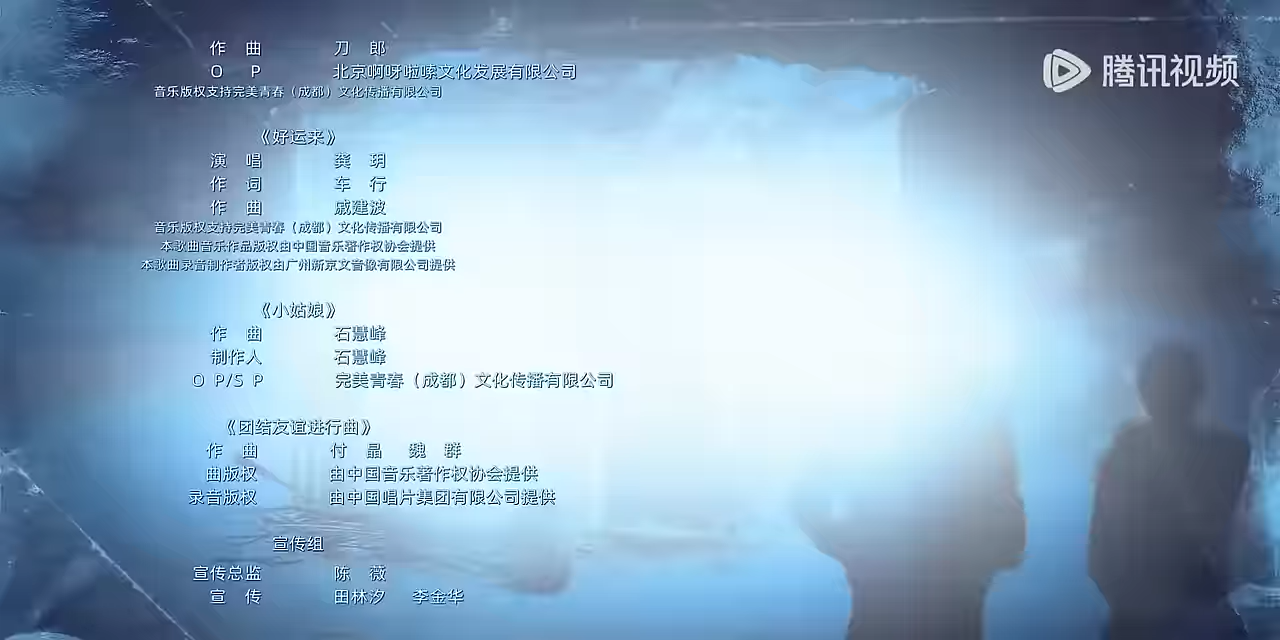 作 曲 刀 郎
O P 北京啊呀啦嗦文化发展有限公司
音乐版权支持完美青春（成都）文化传播有限公司
腾讯视频
《好运来》
演 唱 龚 玥
作 词 车 行
作 曲 戚建波
音乐版权支持完美青春（成都）文化传播有限公司
本歌曲音乐作品版权由中国音乐著作权协会提供
本歌曲录音制作者版权由广州新京文音像有限公司提供
《小姑娘》
作 曲 石慧峰
制作人 石慧峰
O P/S P 完美青春（成都）文化传播有限公司
《团结友谊进行曲》
作 曲 付 晶 魏 群
曲版权 由中国音乐著作权协会提供
录音版权 由中国唱片集团有限公司提供
宣传组
宣传总监 陈 薇
宣 传 田林汐 李金华